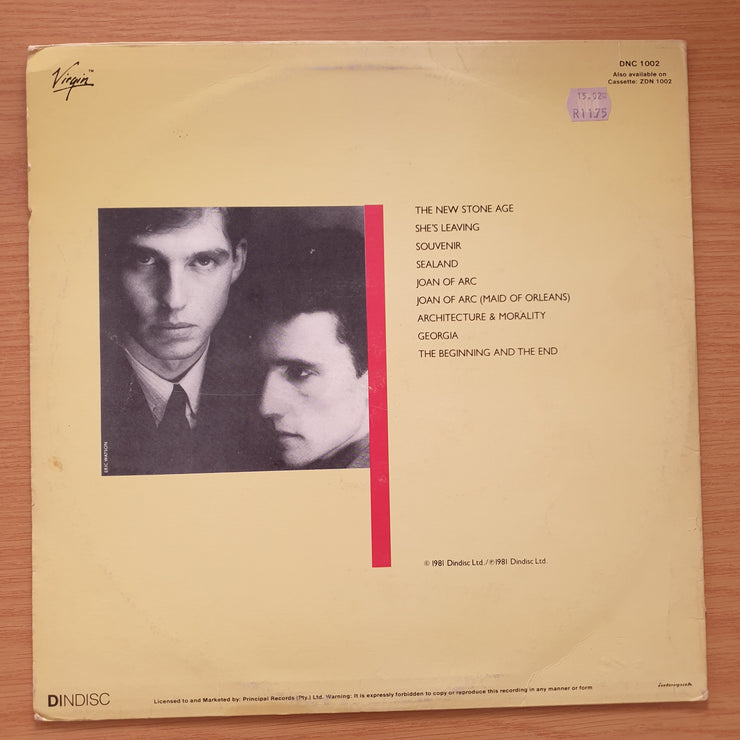 Virgin™
DNC 1002
Also available on
Cassette: ZDN 1002
R11.75
THE NEW STONE AGE
SHE'S LEAVING
SOUVENIR
SEALAND
JOAN OF ARC
JOAN OF ARC (MAID OF ORLEANS)
ARCHITECTURE & MORALITY
GEORGIA
THE BEGINNING AND THE END
ERIC WATSON
© 1981 Dindisc Ltd./℗1981 Dindisc Ltd.
DINDISC
Licensed to and Marketed by: Principal Records (Pty.) Ltd. Warning: It is expressly forbidden to copy or reproduce this recording in any manner or form